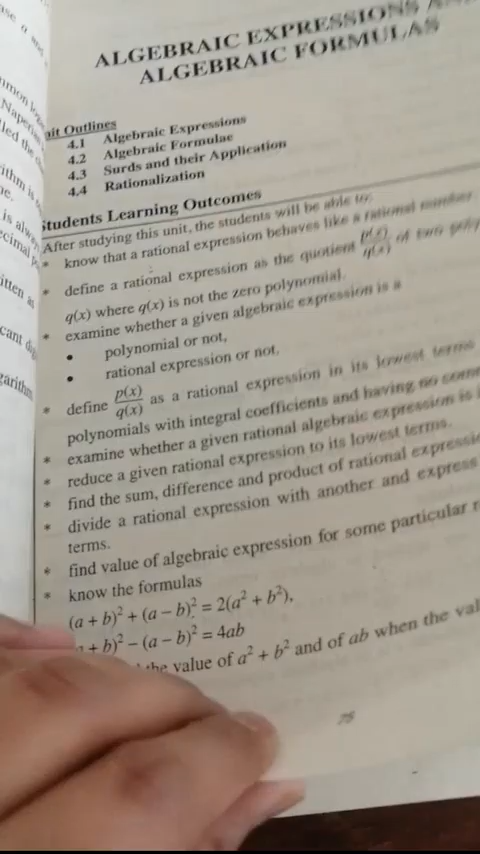 ALGEBRAIC EXPRESSIONS
ALGEBRAIC FORMULAS
Outlines
4.1 Algebraic Expressions
4.2 Algebraic Formulae
4.3 Surds and their Application
4.4 Rationalization
Students Learning Outcomes
After studying this unit, the students will be able to:
* know that a rational expression behaves like a rational number
* define a rational expression as the quotient p(x)/q(x) of two
q(x) where q(x) is not the zero polynomial.
* examine whether a given algebraic expression is a
• polynomial or not,
• rational expression or not.
* define p(x)/q(x) as a rational expression in its lowest terms
polynomials with integral coefficients and having no
* examine whether a given rational algebraic expression is
* reduce a given rational expression to its lowest terms.
* find the sum, difference and product of rational
* divide a rational expression with another and express
terms.
* find value of algebraic expression for some particular
* know the formulas
(a + b)² + (a − b)² = 2(a² + b²),
+ b)² − (a − b)² = 4ab
the value of a² + b² and of ab when the
75